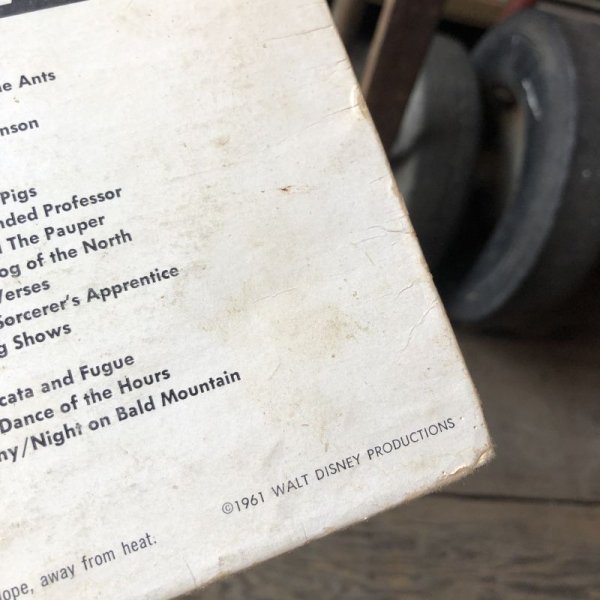 e Ants
nson
Pigs
nded Professor
The Pauper
og of the North
Verses
Sorcerer's Apprentice
g Shows
cata and Fugue
Dance of the Hours
ny/Night on Bald Mountain
©1961 WALT DISNEY PRODUCTIONS
lope, away from heat.